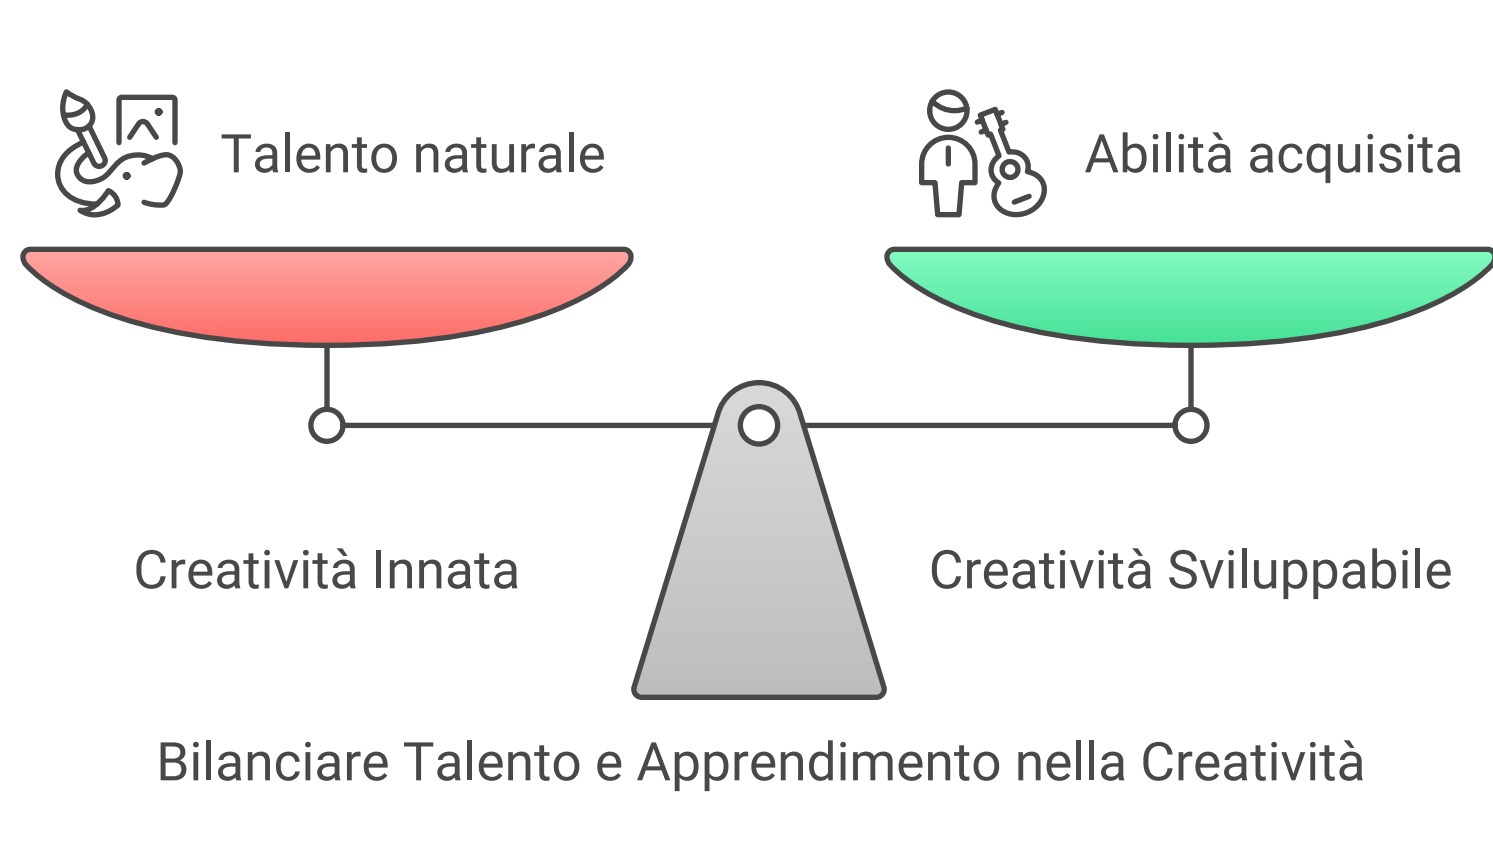 Talento naturale
Abilità acquisita
Creatività Innata
Creatività Sviluppabile
Bilanciare Talento e Apprendimento nella Creatività